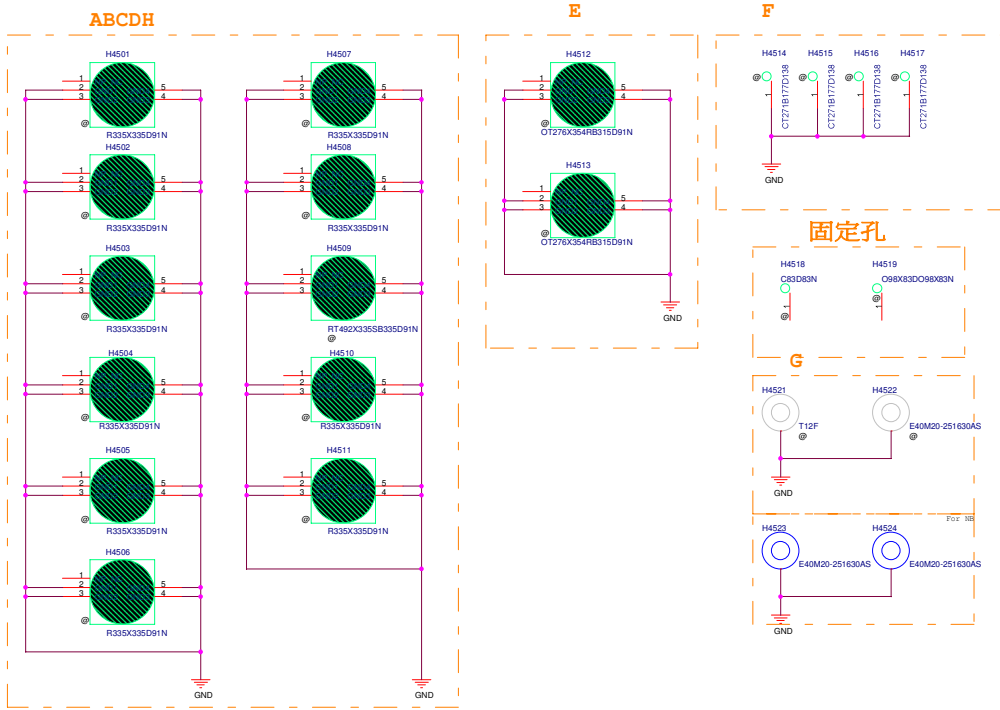 ABCDH
H4501
1
2
3
5
4
@
R335X335D91N
H4502
1
2
3
5
4
@
R335X335D91N
H4503
1
2
3
5
4
@
R335X335D91N
H4504
1
2
3
5
4
@
R335X335D91N
H4505
1
2
3
5
4
@
R335X335D91N
H4506
1
2
3
5
4
@
R335X335D91N
GND
H4507
1
2
3
5
4
@
R335X335D91N
H4508
1
2
3
5
4
@
R335X335D91N
H4509
1
2
3
5
4
RT492X335SB335D91N
@
H4510
1
2
3
5
4
@
R335X335D91N
H4511
1
2
3
5
4
@
R335X335D91N
GND
E
H4512
1
2
3
5
4
@
OT276X354RB315D91N
H4513
1
2
3
5
4
@
OT276X354RB315D91N
GND
F
H4514
@
1
CT271B177D138
H4515
@
1
CT271B177D138
H4516
@
1
CT271B177D138
H4517
@
1
CT271B177D138
GND
固定孔
H4518
C83D83N
1
@
H4519
O98X83DO98X83N
@
1
G
H4521
T12F
@
H4522
E40M20-251630AS
@
GND
For NB
H4523
E40M20-251630AS
H4524
E40M20-251630AS
GND